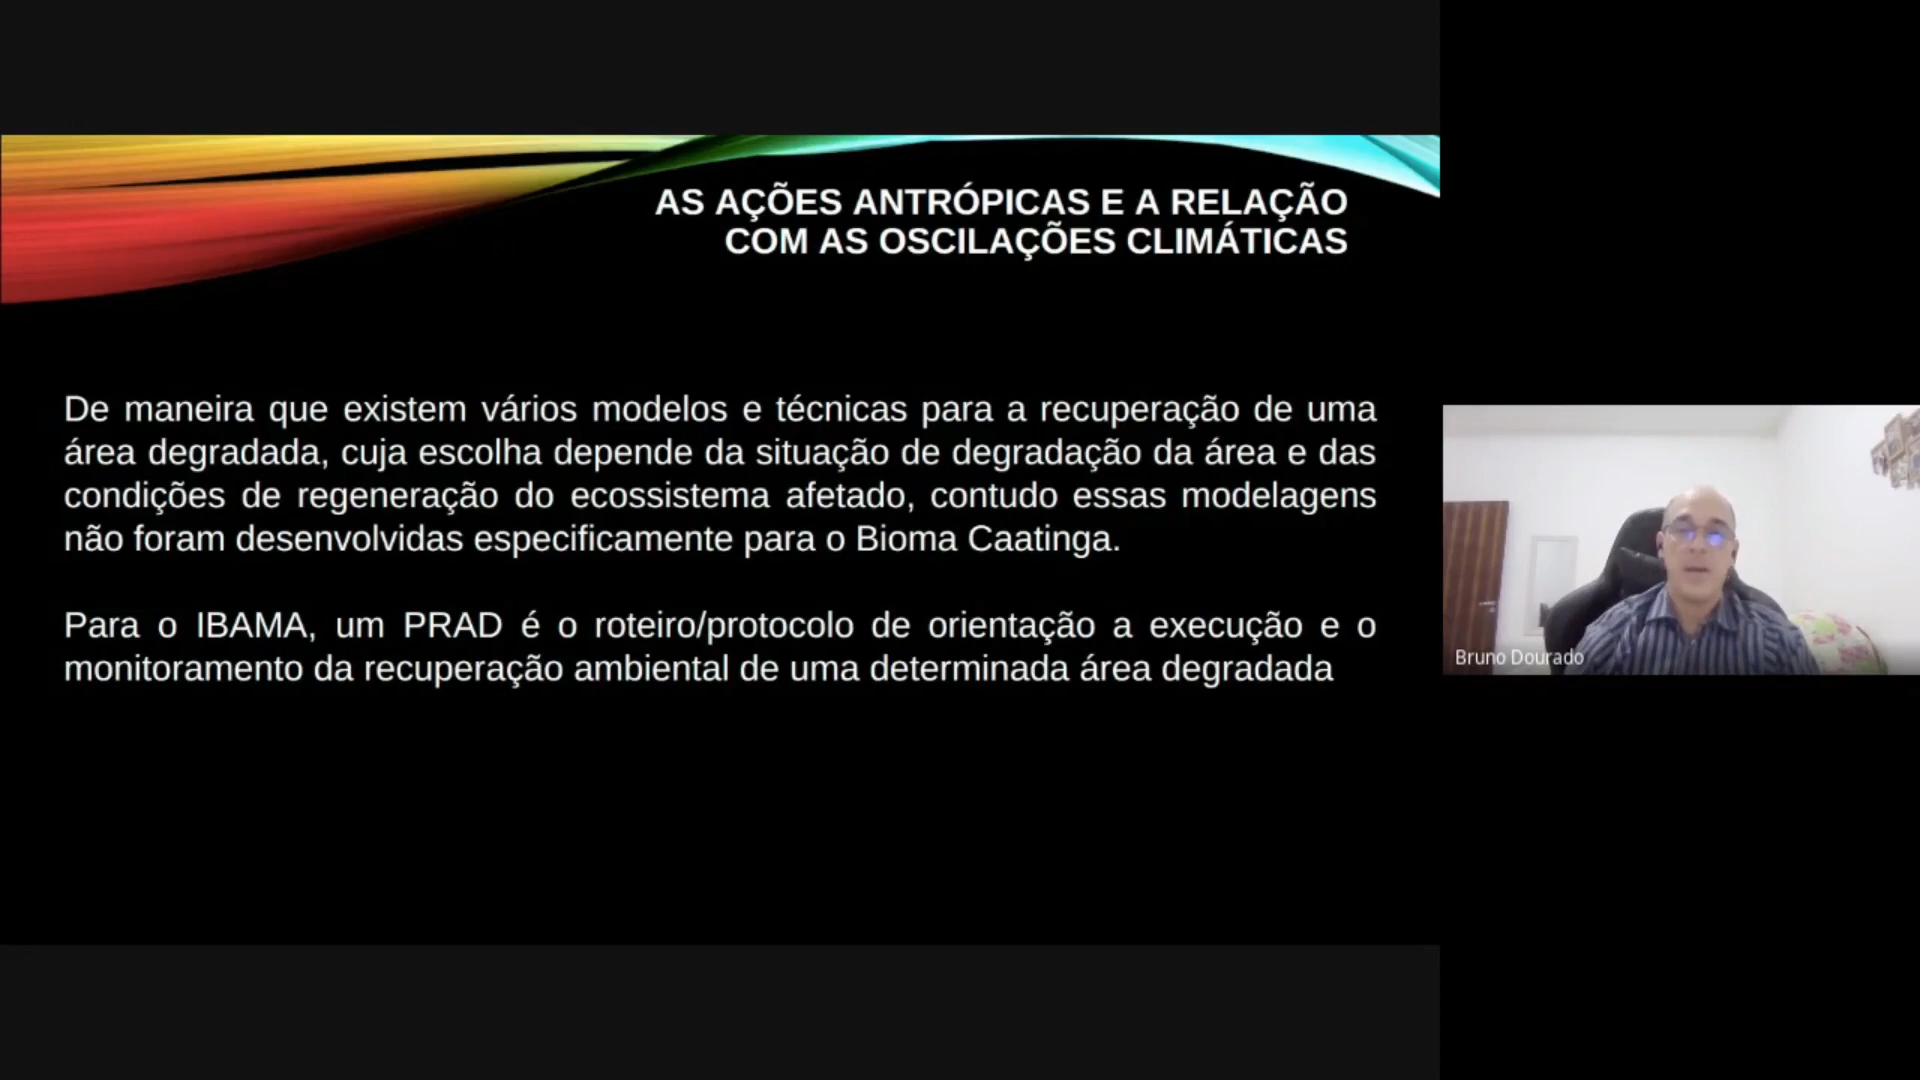 AS AÇÕES ANTRÓPICAS E A RELAÇÃO
COM AS OSCILAÇÕES CLIMÁTICAS
De maneira que existem vários modelos e técnicas para a recuperação de uma
área degradada, cuja escolha depende da situação de degradação da área e das
condições de regeneração do ecossistema afetado, contudo essas modelagens
não foram desenvolvidas especificamente para o Bioma Caatinga.
Para o IBAMA, um PRAD é o roteiro/protocolo de orientação a execução e o
monitoramento da recuperação ambiental de uma determinada área degradada
Bruno Dourado